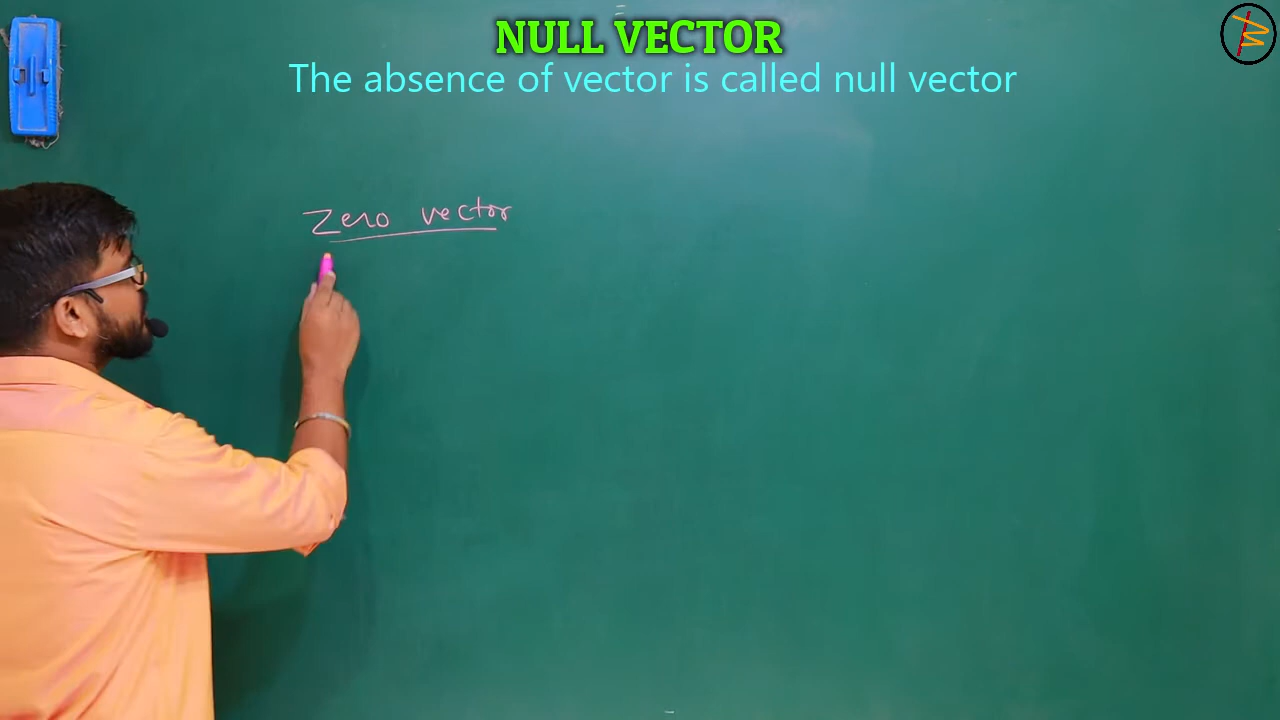 NULL VECTOR
The absence of vector is called null vector
Zero vector